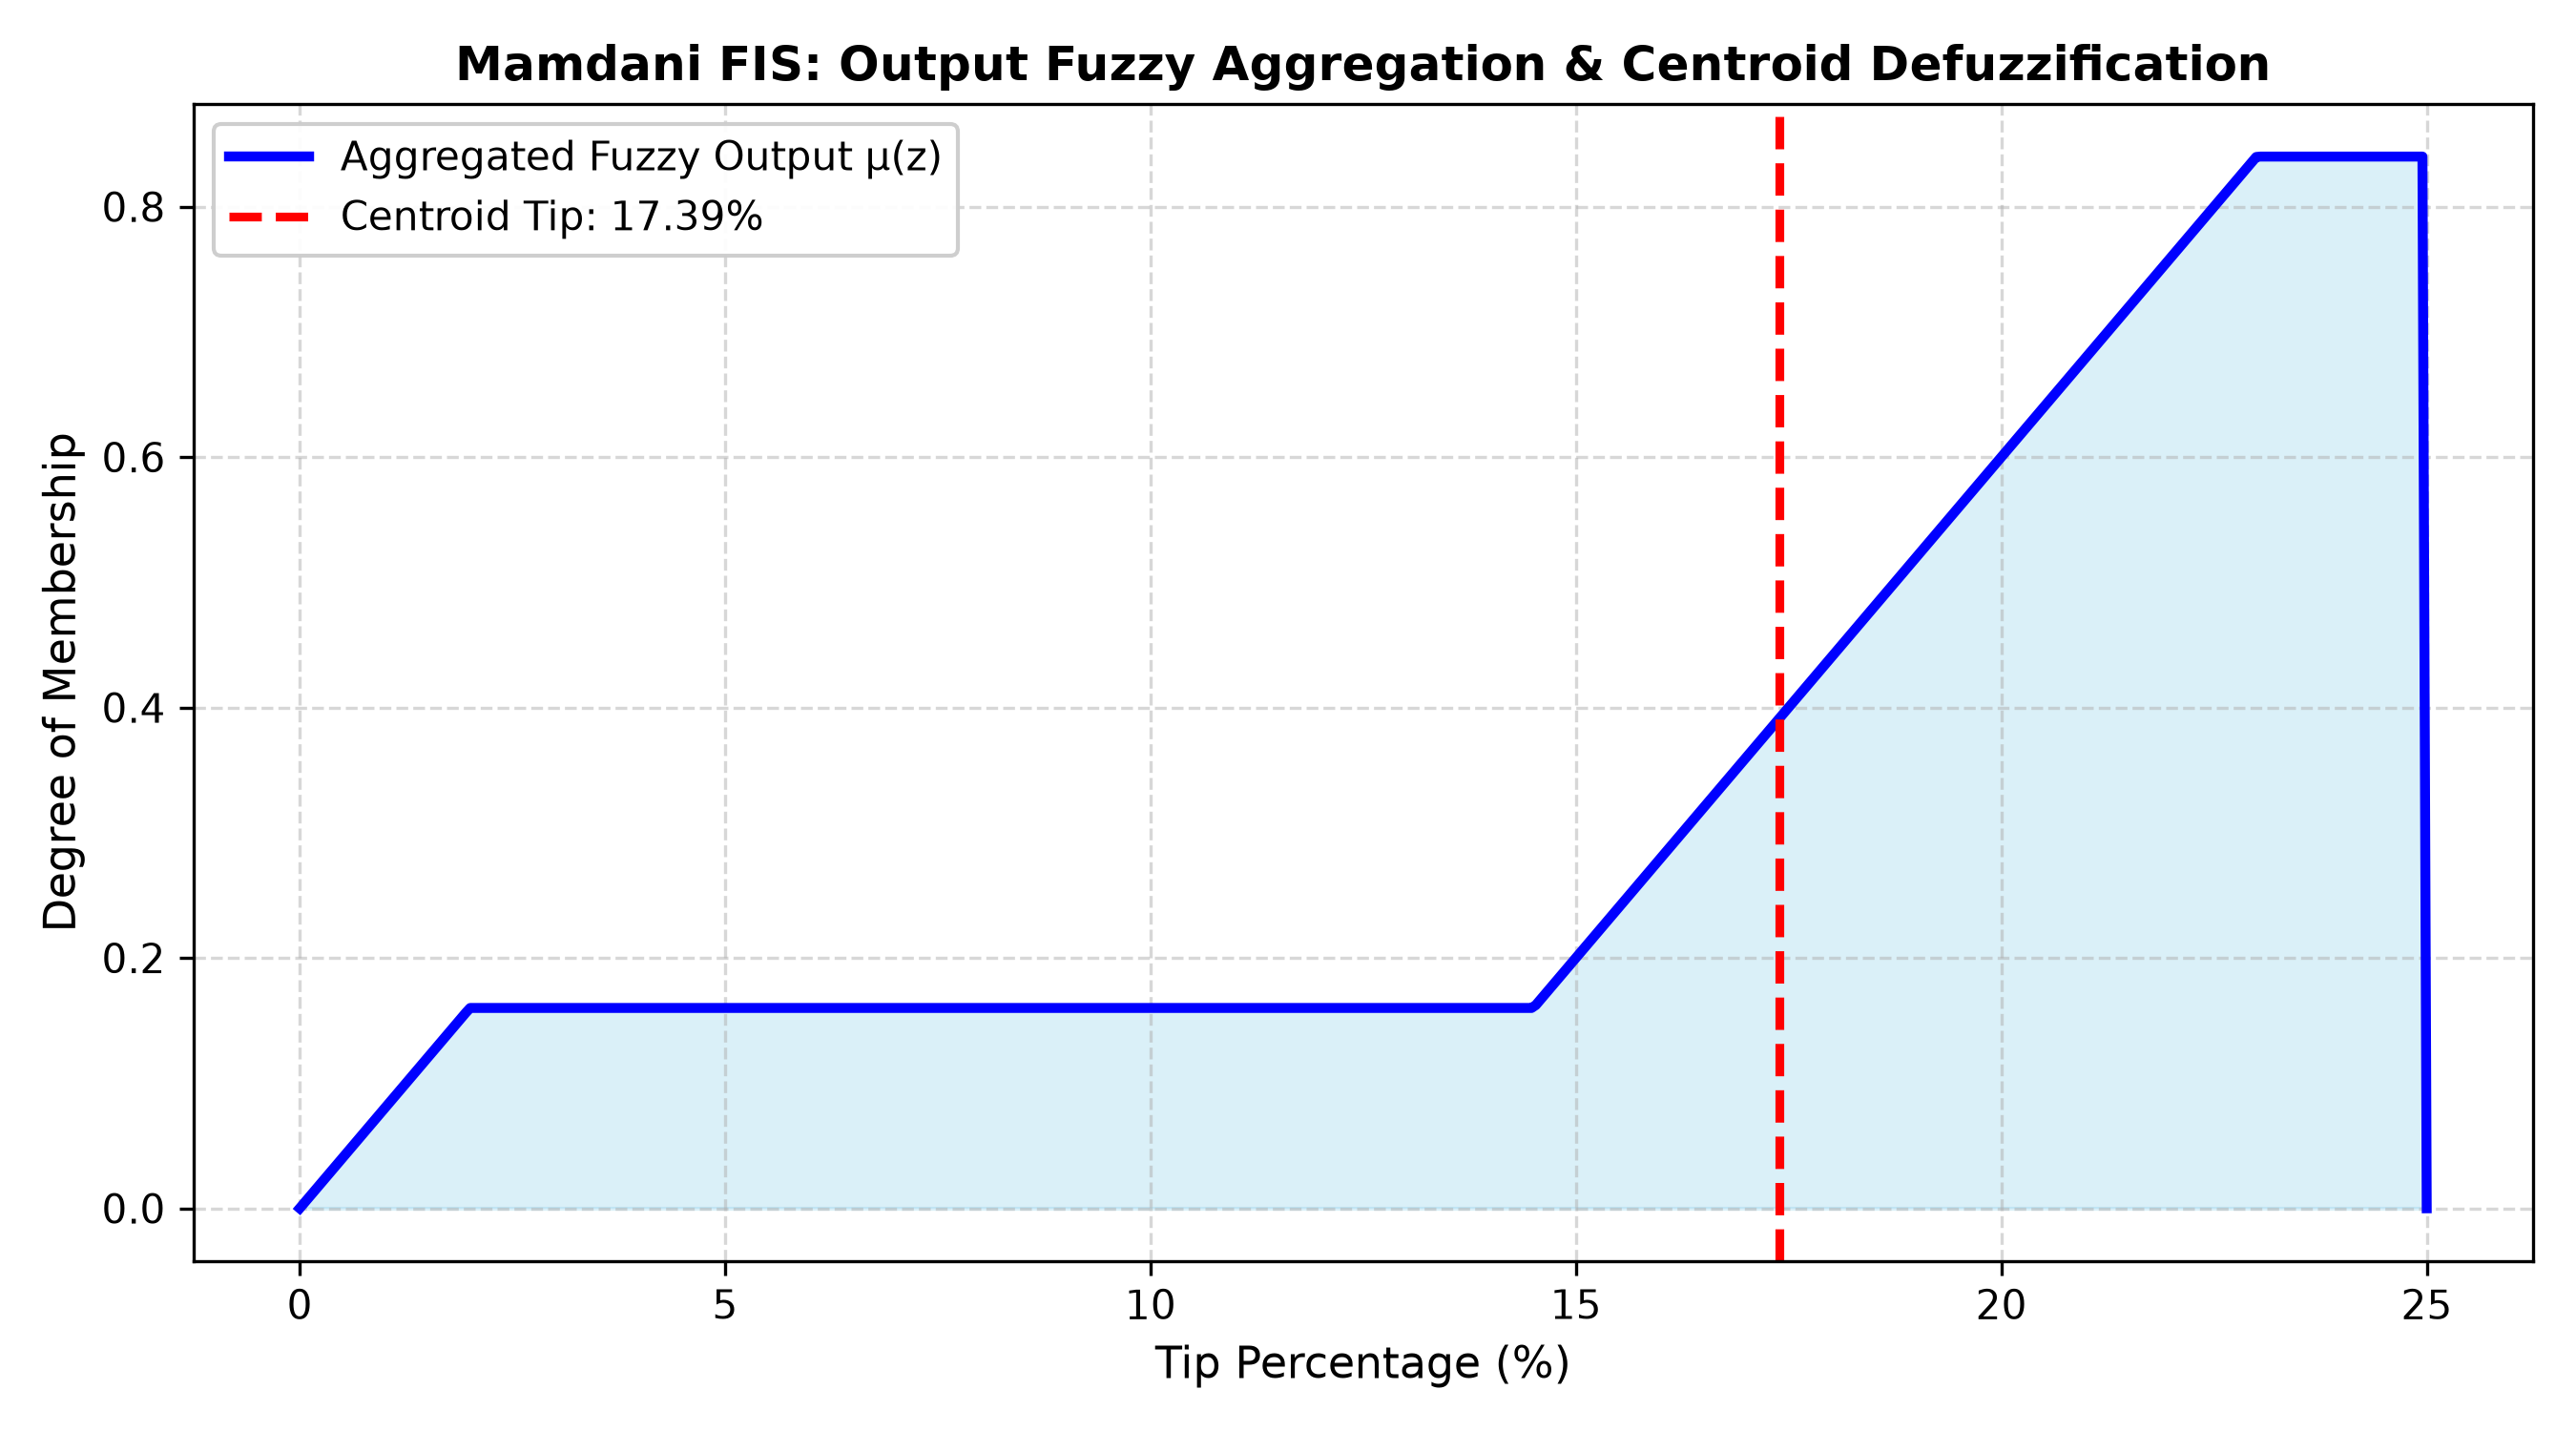 Mamdani FIS: Output Fuzzy Aggregation & Centroid Defuzzification
Aggregated Fuzzy Output μ(z)
Centroid Tip: 17.39%
Degree of Membership
0.8
0.6
0.4
0.2
0.0
0 5 10 15 20 25
Tip Percentage (%)